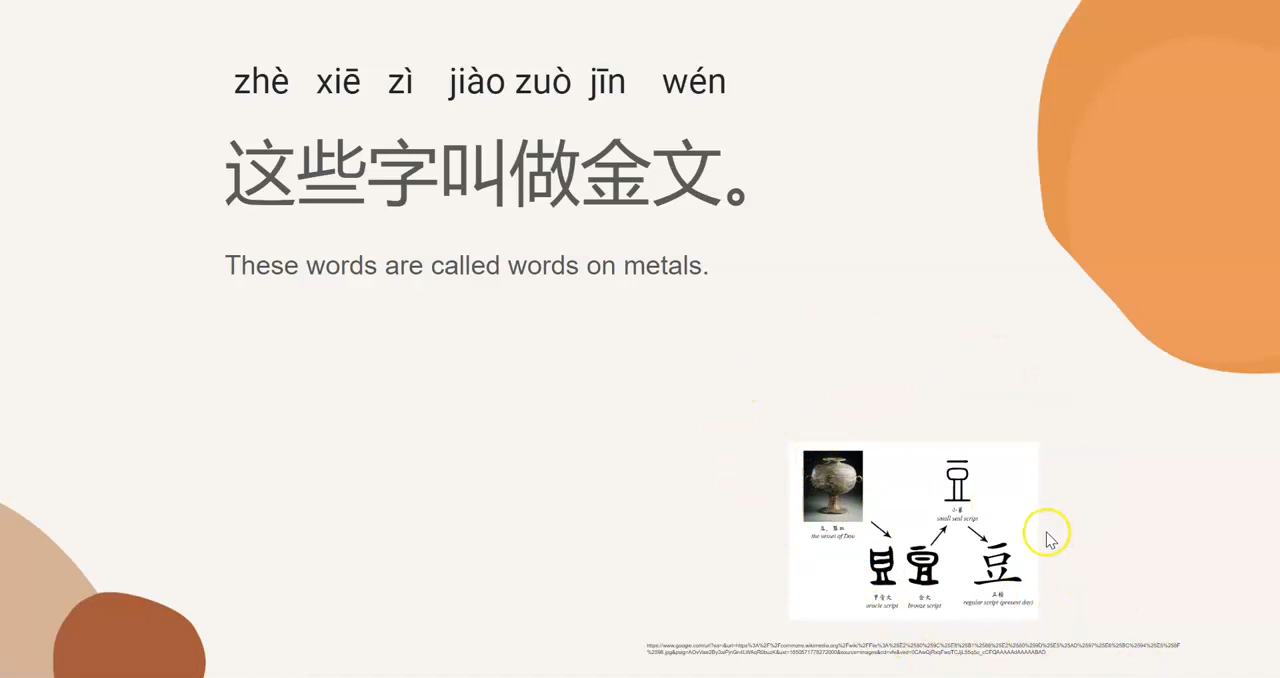 zhè xiē zì jiào zuò jīn wén
这些字叫做金文。
These words are called words on metals.
豆
小篆
small seal script
the vessel of Dou
豆
甲骨文
金文
正楷
oracle script
bronze script
regular script (present day)